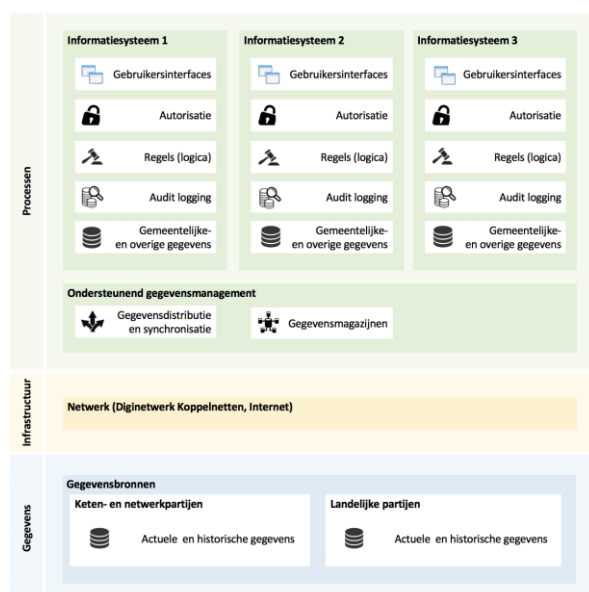 Processen
Informatiesysteem 1
Gebruikersinterfaces
Autorisatie
Regels (logica)
Audit logging
Gemeentelijke-
en overige gegevens
Informatiesysteem 2
Gebruikersinterfaces
Autorisatie
Regels (logica)
Audit logging
Gemeentelijke-
en overige gegevens
Informatiesysteem 3
Gebruikersinterfaces
Autorisatie
Regels (logica)
Audit logging
Gemeentelijke-
en overige gegevens
Ondersteunend gegevensmanagement
Gegevensdistributie
en synchronisatie
Gegevensmagazijnen
Infrastructuur
Netwerk (Diginetwerk Koppelnetten, Internet)
Gegevens
Gegevensbronnen
Keten- en netwerkpartijen
Actuele en historische gegevens
Landelijke partijen
Actuele en historische gegevens